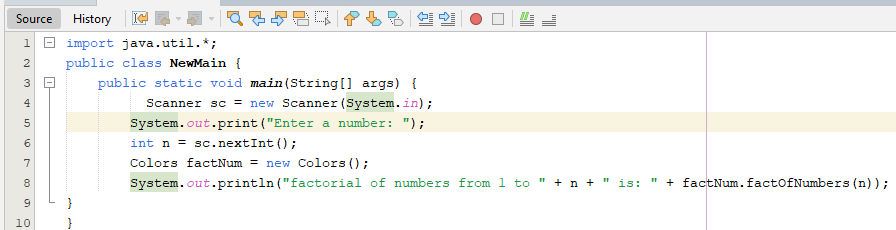 Source History
1 import java.util.*;
2 public class NewMain {
3 public static void main(String[] args) {
4 Scanner sc = new Scanner(System.in);
5 System.out.print("Enter a number: ");
6 int n = sc.nextInt();
7 Colors factNum = new Colors();
8 System.out.println("factorial of numbers from 1 to " + n + " is: " + factNum.factOfNumbers(n));
9 }
10 }